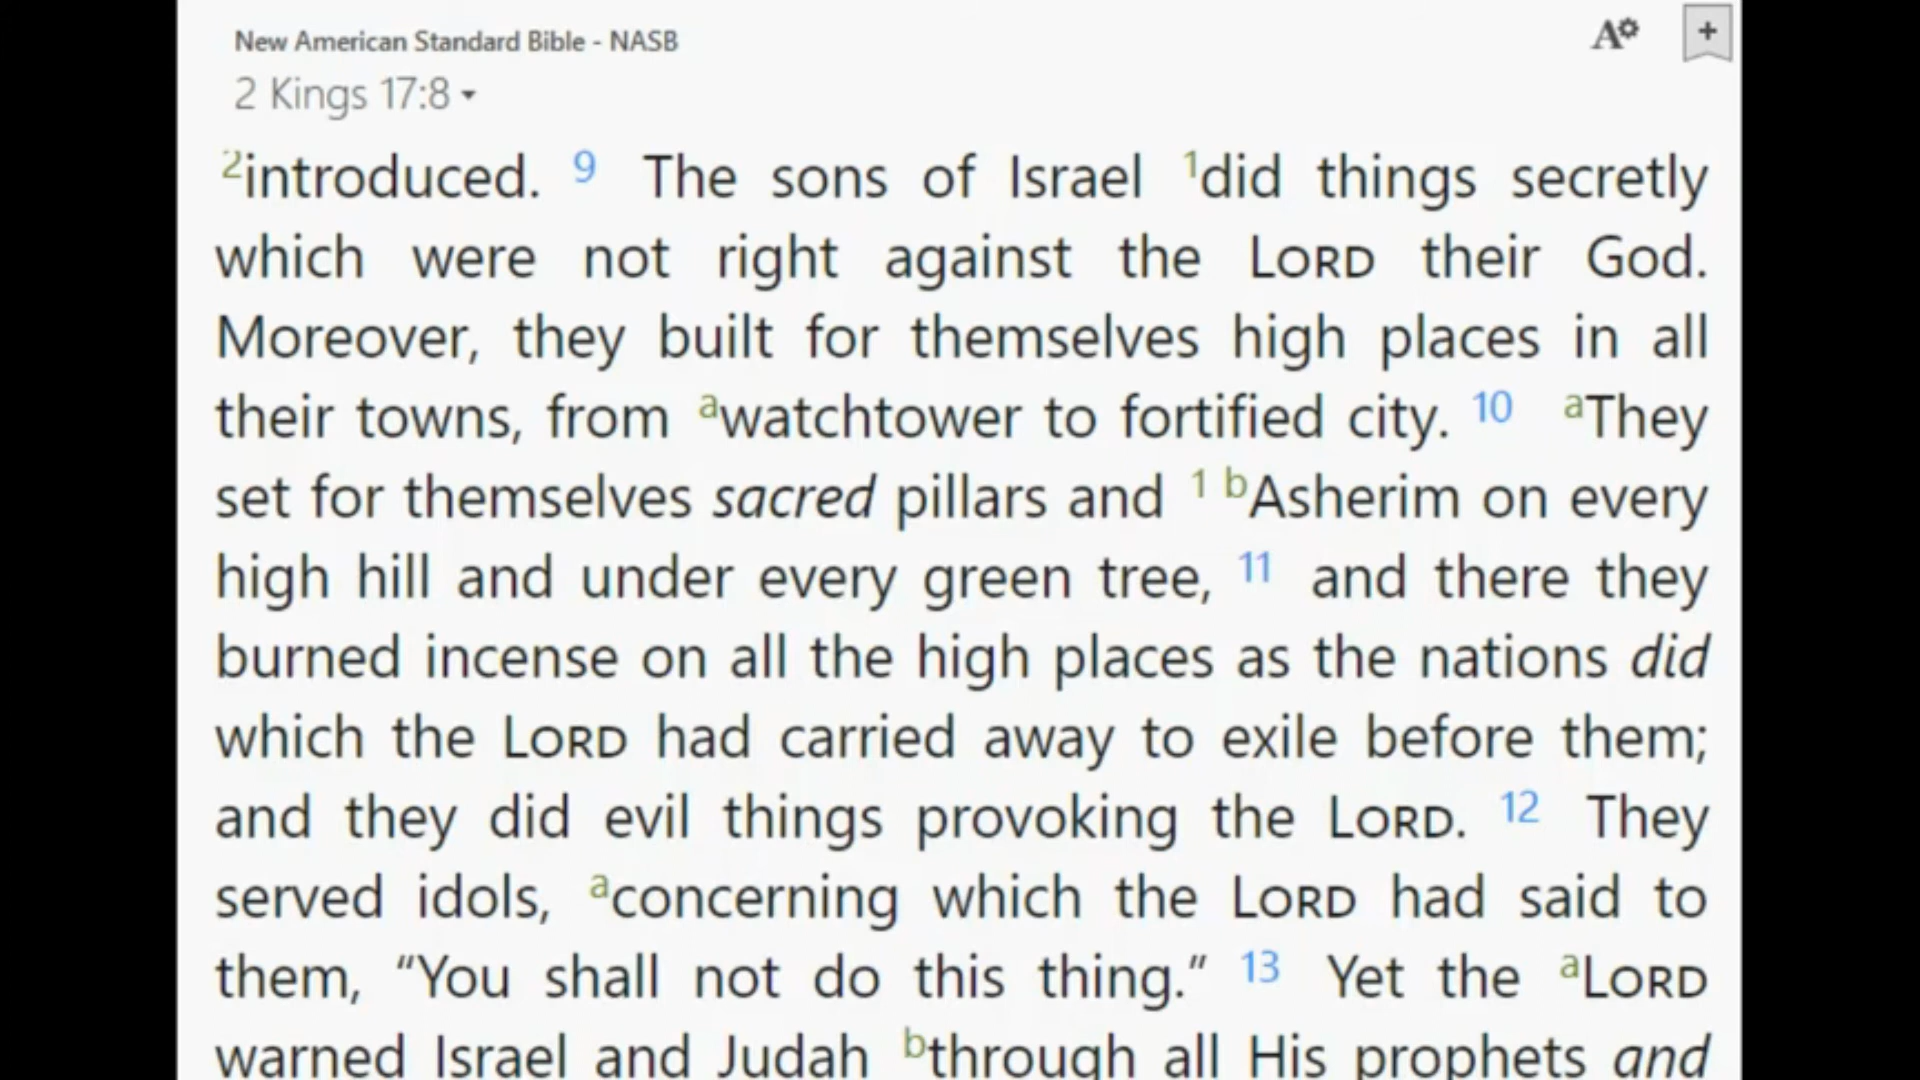 New American Standard Bible - NASB
2 Kings 17:8
2introduced. 9 The sons of Israel 1did things secretly
which were not right against the LORD their God.
Moreover, they built for themselves high places in all
their towns, from awatchtower to fortified city. 10 aThey
set for themselves sacred pillars and 1 bAsherim on every
high hill and under every green tree, 11 and there they
burned incense on all the high places as the nations did
which the LORD had carried away to exile before them;
and they did evil things provoking the LORD. 12 They
served idols, aconcerning which the LORD had said to
them, “You shall not do this thing.” 13 Yet the aLORD
warned Israel and Judah bthrough all His prophets and